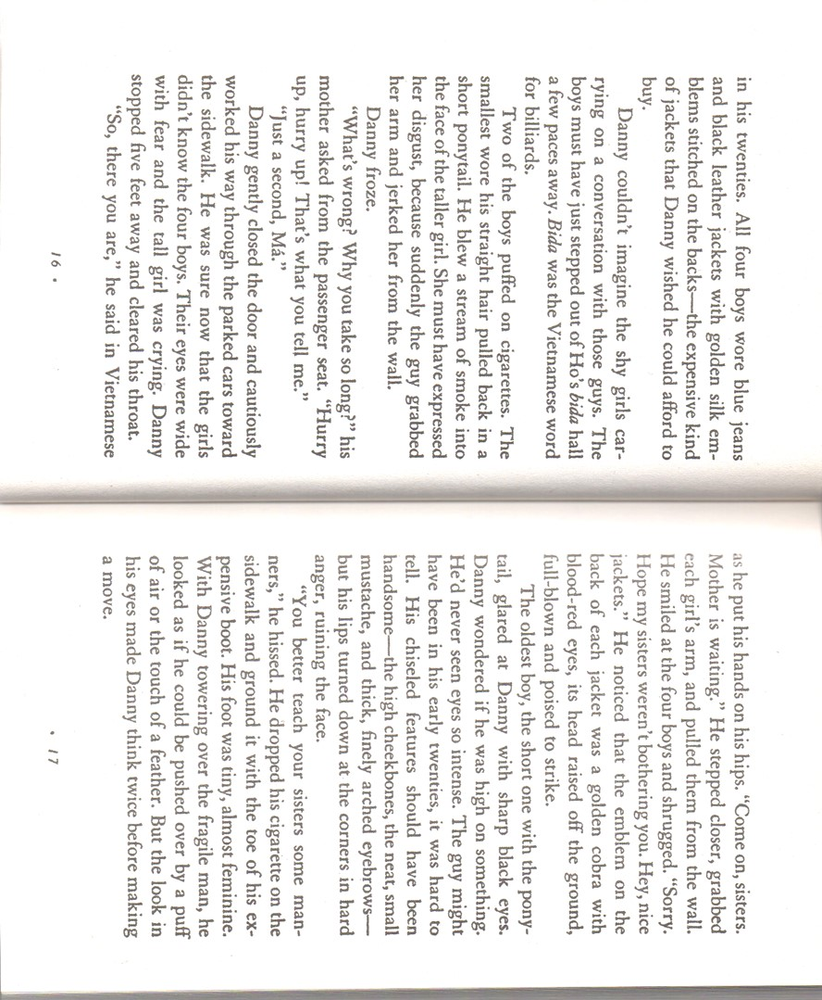 in his twenties. All four boys wore blue jeans
and black leather jackets with golden silk em-
blems stitched on the backs—the expensive kind
of jackets that Danny wished he could afford to
buy.
Danny couldn't imagine the shy girls car-
rying on a conversation with those guys. The
boys must have just stepped out of Ho's bida hall
a few paces away. Bida was the Vietnamese word
for billiards.
Two of the boys puffed on cigarettes. The
smallest wore his straight hair pulled back in a
short ponytail. He blew a stream of smoke into
the face of the taller girl. She must have expressed
her disgust, because suddenly the guy grabbed
her arm and jerked her from the wall.
Danny froze.
“What's wrong? Why you take so long?” his
mother asked from the passenger seat. “Hurry
up, hurry up! That's what you tell me.”
“Just a second, Má.”
Danny gently closed the door and cautiously
worked his way through the parked cars toward
the sidewalk. He was sure now that the girls
didn't know the four boys. Their eyes were wide
with fear and the tall girl was crying. Danny
stopped five feet away and cleared his throat.
“So, there you are,” he said in Vietnamese
16 •
as he put his hands on his hips. “Come on, sisters.
Mother is waiting.” He stepped closer, grabbed
each girl's arm, and pulled them from the wall.
He smiled at the four boys and shrugged. “Sorry.
Hope my sisters weren't bothering you. Hey, nice
jackets.” He noticed that the emblem on the
back of each jacket was a golden cobra with
blood-red eyes, its head raised off the ground,
full-blown and poised to strike.
The oldest boy, the short one with the pony-
tail, glared at Danny with sharp black eyes.
Danny wondered if he was high on something.
He'd never seen eyes so intense. The guy might
have been in his early twenties, it was hard to
tell. His chiseled features should have been
handsome—the high cheekbones, the neat, small
mustache, and thick, finely arched eyebrows—
but his lips turned down at the corners in hard
anger, ruining the face.
“You better teach your sisters some man-
ners,” he hissed. He dropped his cigarette on the
sidewalk and ground it with the toe of his ex-
pensive boot. His foot was tiny, almost feminine.
With Danny towering over the fragile man, he
looked as if he could be pushed over by a puff
of air or the touch of a feather. But the look in
his eyes made Danny think twice before making
a move.
• 17